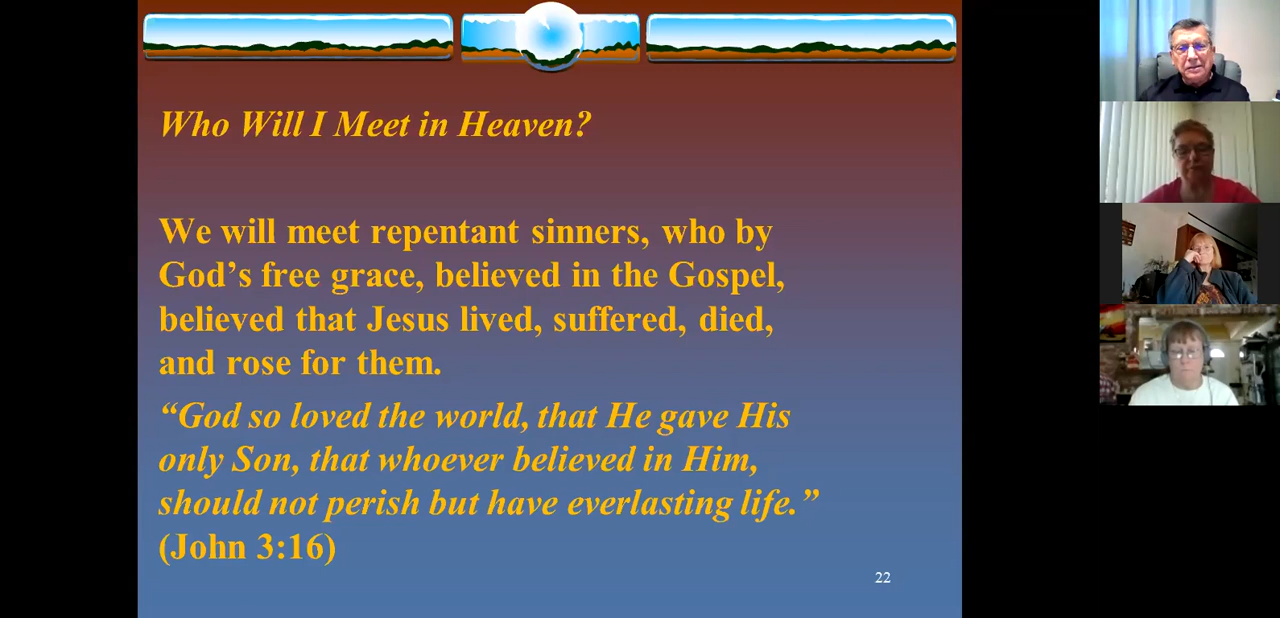 Who Will I Meet in Heaven?
We will meet repentant sinners, who by
God’s free grace, believed in the Gospel,
believed that Jesus lived, suffered, died,
and rose for them.
“God so loved the world, that He gave His
only Son, that whoever believed in Him,
should not perish but have everlasting life.”
(John 3:16)
22